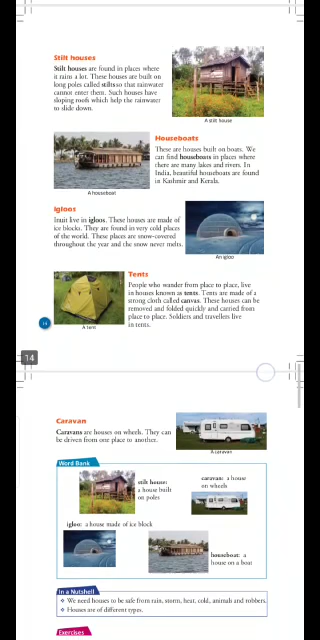 Stilt houses
Stilt houses are found in places where
it rains a lot. These houses are built on
long poles called stilts so that rainwater
cannot enter them. Such houses have
sloping roofs which help the rainwater
to slide down.
A stilt house
Houseboats
These are houses built on boats. We
can find houseboats in places where
there are many lakes and rivers. In
India, beautiful houseboats are found
in Kashmir and Kerala.
A houseboat
Igloos
Inuit live in igloos. These houses are made of
ice blocks. They are found in very cold places
of the world. These places are snow-covered
throughout the year and the snow never melts.
An igloo
Tents
People who wander from place to place, live
in houses known as tents. Tents are made of a
strong cloth called canvas. These houses can be
removed and folded quickly and carried from
place to place. Soldiers and travellers live
in tents.
A tent
14
14
Caravan
Caravans are houses on wheels. They can
be driven from one place to another.
A caravan
Word Bank
stilt house:
a house built
on poles
caravan: a house
on wheels
igloo: a house made of ice block
houseboat: a
house on a boat
In a Nutshell
❖ We need houses to be safe from rain, storm, heat, cold, animals and robbers.
❖ Houses are of different types.
Exercises